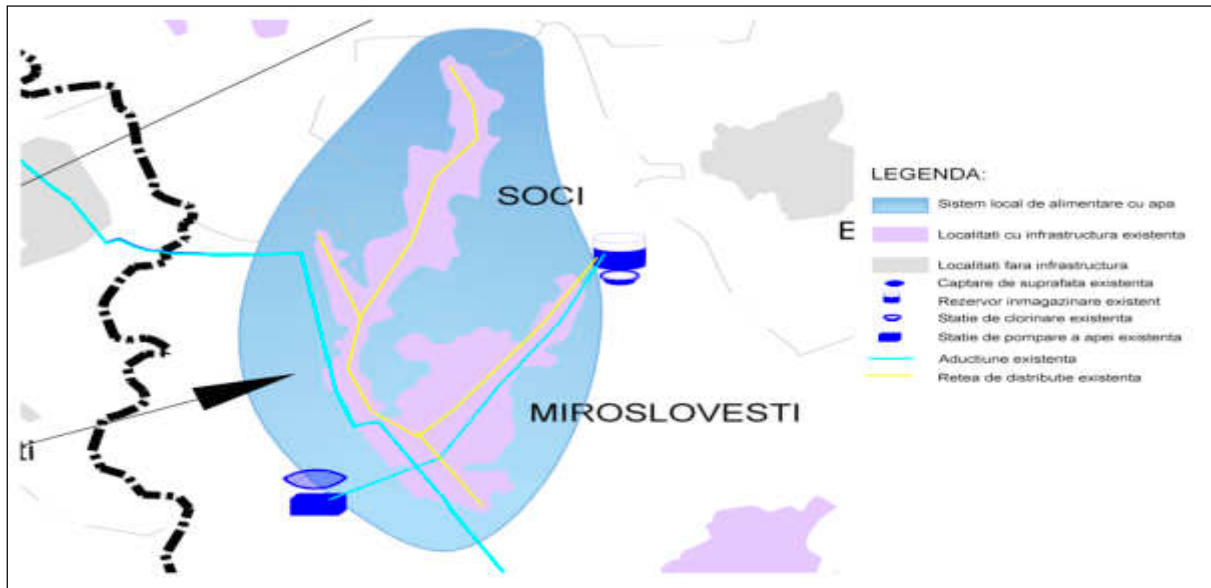 SOCI
E
MIROSLOVESTI
ti
LEGENDA:
Sistem local de alimentare cu apa
Localitati cu infrastructura existenta
Localitati fara infrastructura
Captare de suprafata existenta
Rezervor inmagazinare existent
Statie de clorinare existenta
Statie de pompare a apei existenta
Aductiune existenta
Retea de distributie existenta